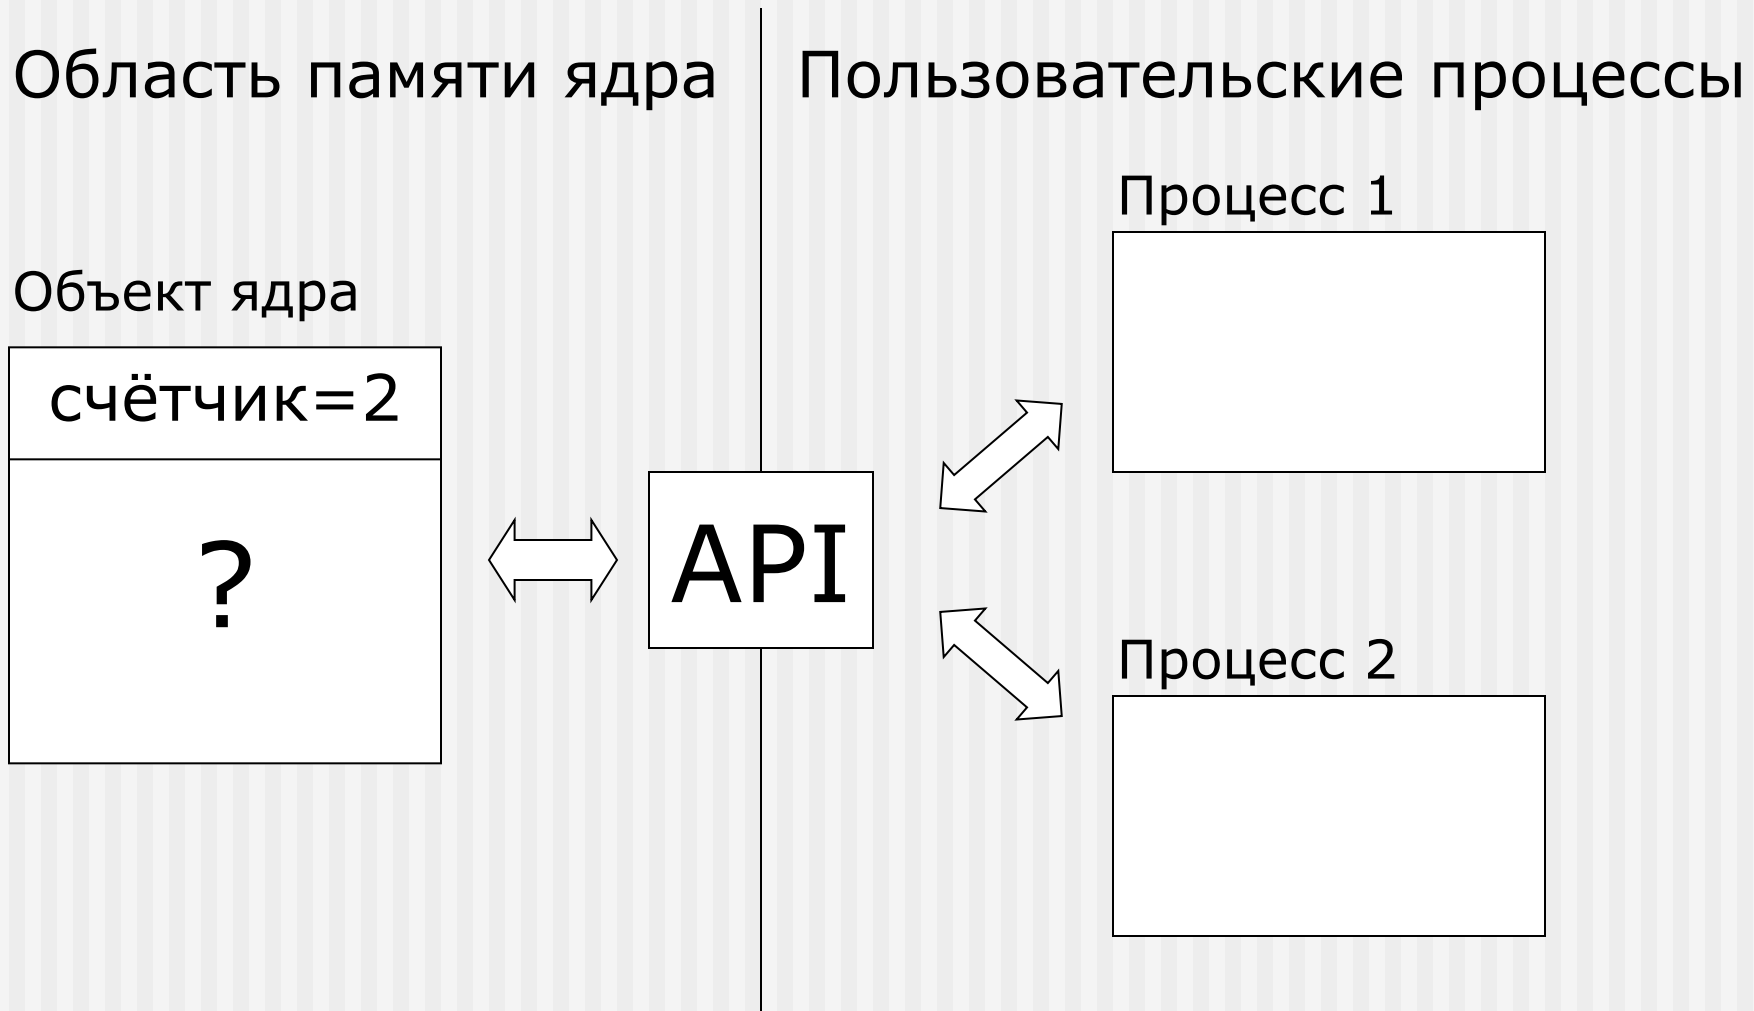 Область памяти ядра
Пользовательские процессы
Процесс 1
Объект ядра
счётчик=2
?
API
Процесс 2